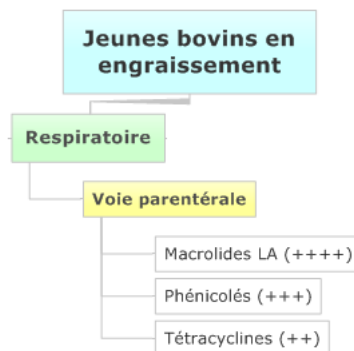 Jeunes bovins en
engraissement
Respiratoire
Voie parentérale
Macrolides LA (++++)
Phénicolés (+++)
Tétracyclines (++)